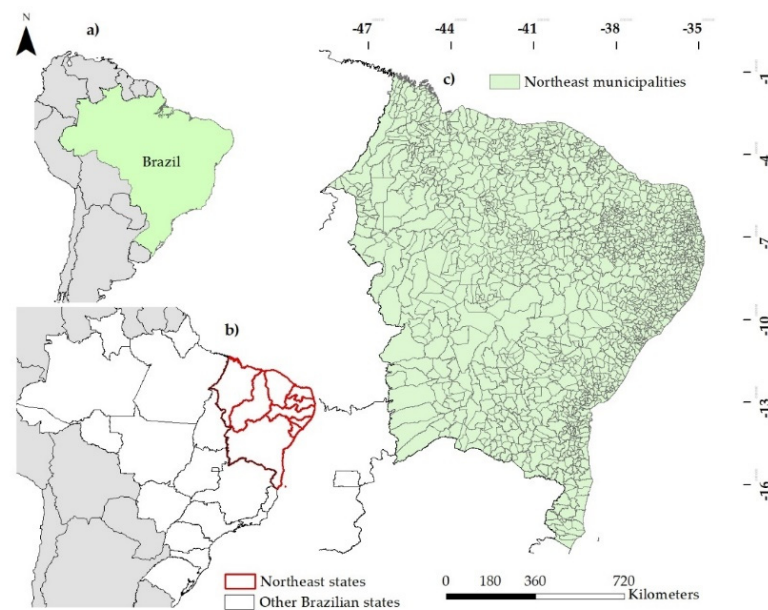 N
a)
Brazil
b)
Northeast states
Other Brazilian states
-47 -44 -41 -38 -35
c) Northeast municipalities
-1
-4
-7
-10
-13
-16
0 180 360 720
Kilometers